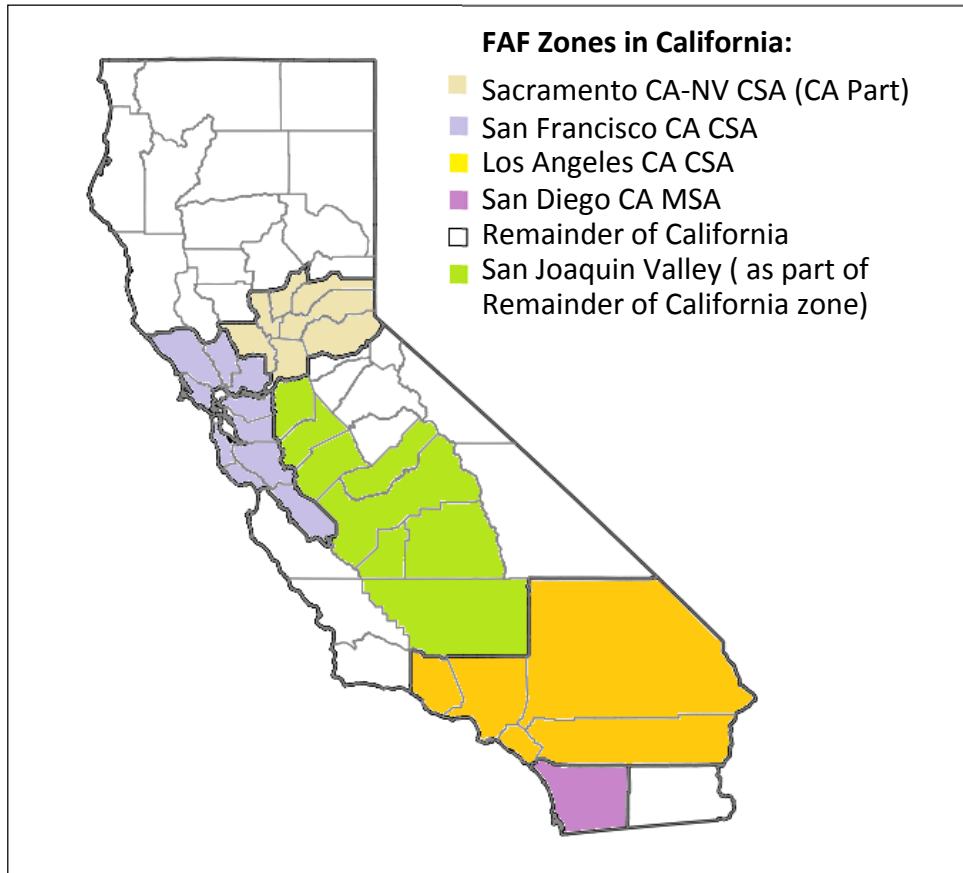 FAF Zones in California:
Sacramento CA-NV CSA (CA Part)
San Francisco CA CSA
Los Angeles CA CSA
San Diego CA MSA
Remainder of California
San Joaquin Valley ( as part of
Remainder of California zone)